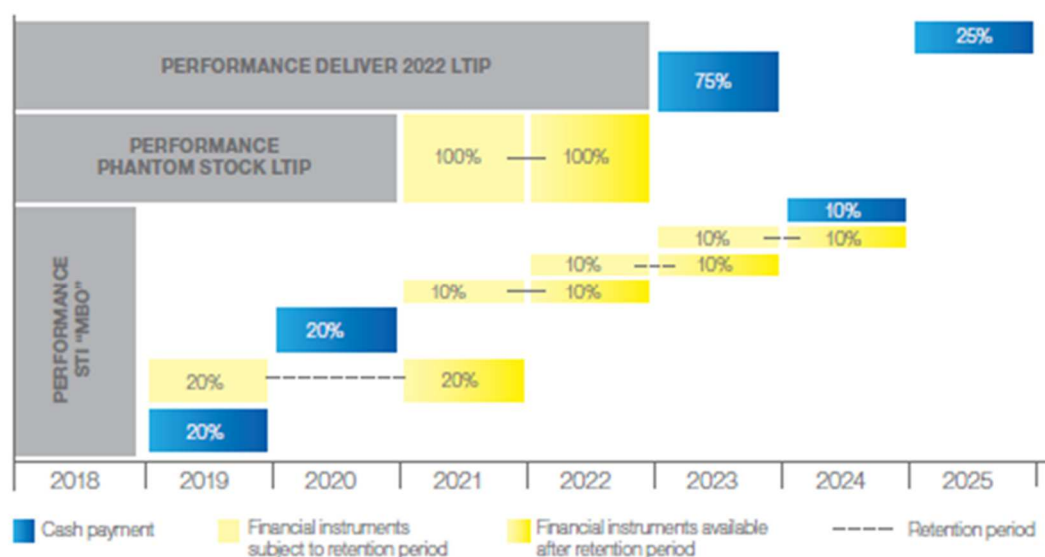 25%
PERFORMANCE DELIVER 2022 LTIP
75%
PERFORMANCE
PHANTOM STOCK LTIP
100%
100%
10%
10%
10%
10%
10%
10%
10%
PERFORMANCE
STI "MBO"
20%
20%
20%
20%
2018
2019
2020
2021
2022
2023
2024
2025
Cash payment
Financial instruments
subject to retention period
Financial instruments available
after retention period
Retention period